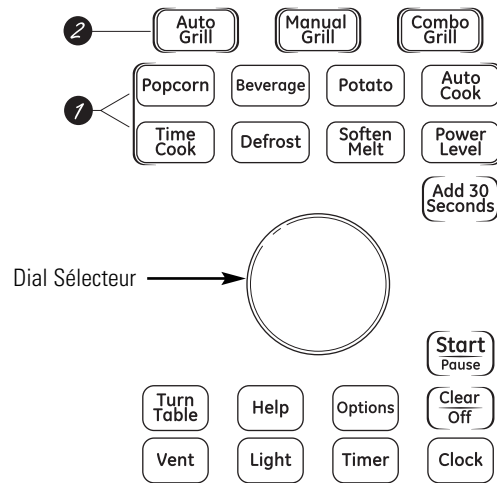 2 Auto Grill Manual Grill Combo Grill
1 Popcorn Beverage Potato Auto Cook
Time Cook Defrost Soften Melt Power Level
Add 30 Seconds
Dial Sélecteur
Start Pause
Turn Table Help Options Clear Off
Vent Light Timer Clock